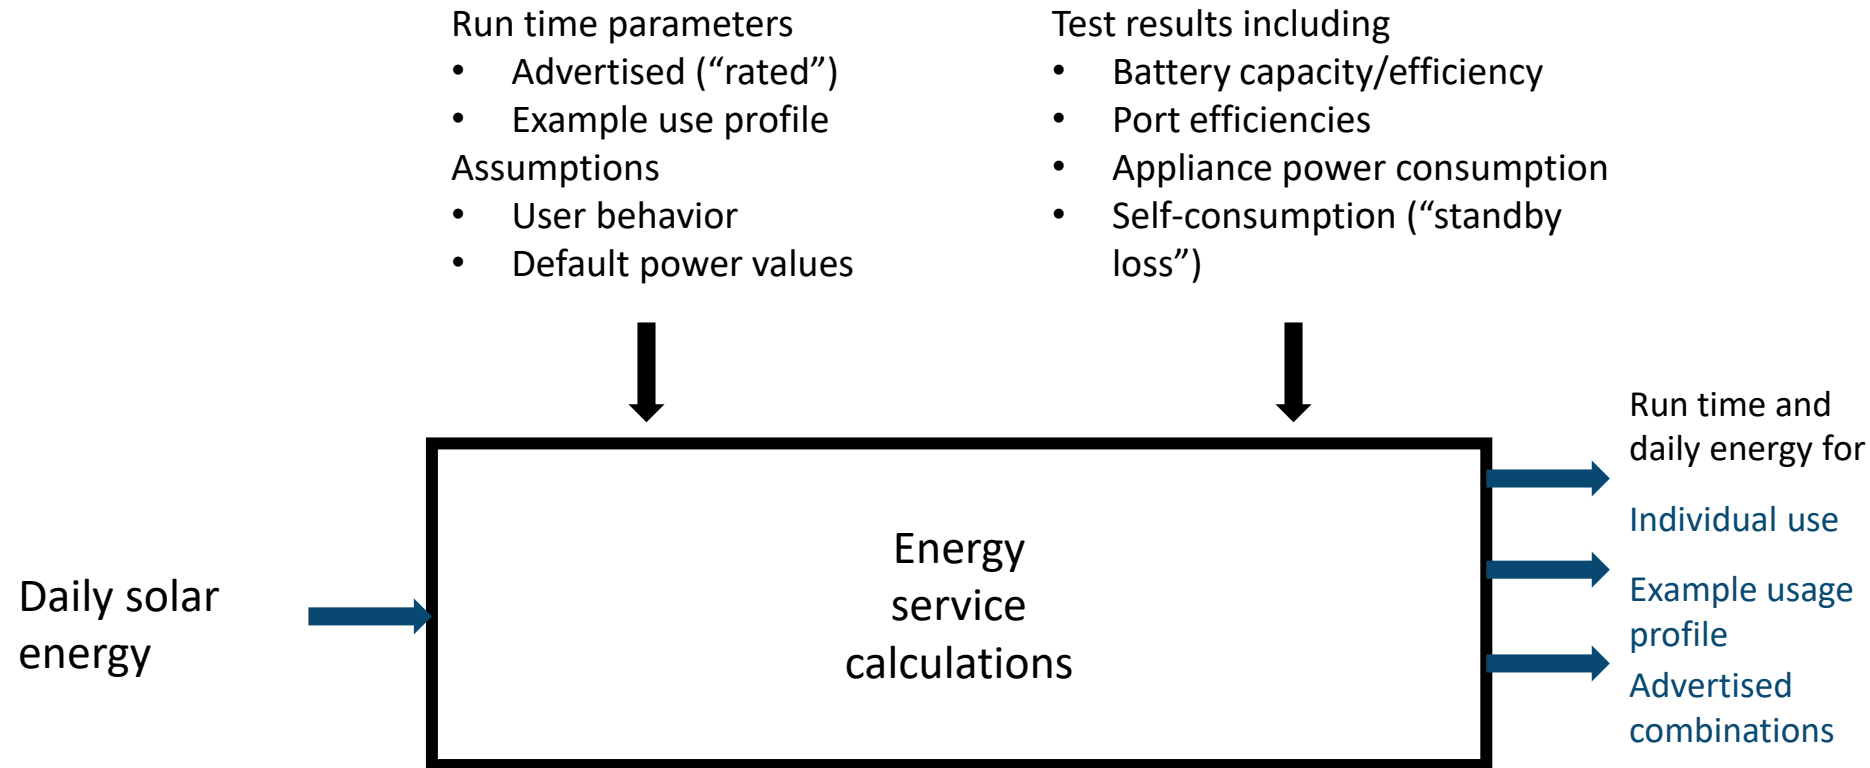 Run time parameters
• Advertised (“rated”)
• Example use profile
Assumptions
• User behavior
• Default power values
Test results including
• Battery capacity/efficiency
• Port efficiencies
• Appliance power consumption
• Self-consumption (“standby
loss”)
Daily solar
energy
Energy
service
calculations
Run time and
daily energy for
Individual use
Example usage
profile
Advertised
combinations